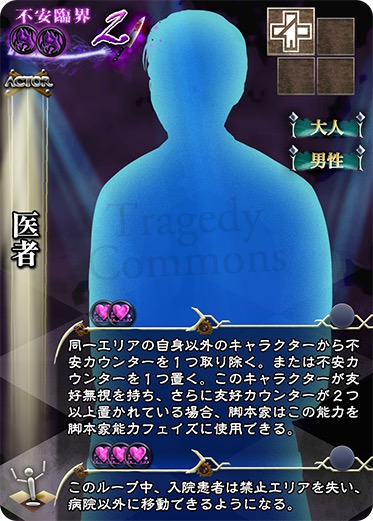 不安臨界
2
ACTOR
大人
男性
医者
Tragedy
Commons
同一エリアの自身以外のキャラクターから不
安カウンターを1つ取り除く。または不安カ
ウンターを1つ置く。このキャラクターが友
好無視を持ち、さらに友好カウンターが2つ
以上置かれている場合、脚本家はこの能力を
脚本家能力フェイズに使用できる。
このループ中、入院患者は禁止エリアを失い、
病院以外に移動できるようになる。